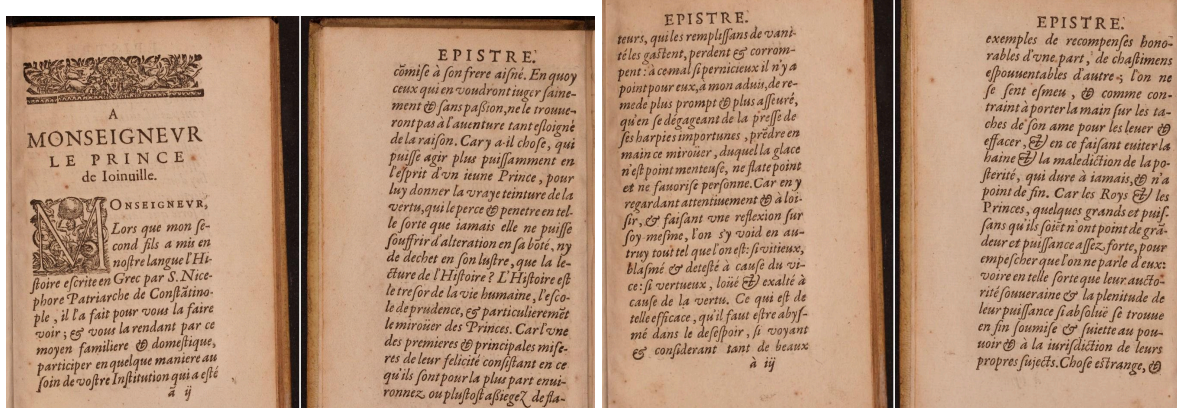 A
MONSEIGNEVR
LE PRINCE
de Ioinuille.
MONSEIGNEVR,
Lors que mon se-
cond fils a mis en
nostre langue l'Hi-
stoire escrite en Grec par S. Nice-
phore Patriarche de Constãtino-
ple, il l'a fait pour vous la faire
voir; & vous la rendant par ce
moyen familiere & domestique,
participer en quelque maniere au
soin de vostre Institution qui a esté
ã ij
EPISTRE.
cõmise à son frere aisné. En quoy
ceux qui en voudront iuger saine-
ment & sans passion, ne le trouue-
ront pas à l'auenture tant esloigné
de la raison. Car y a-il chose, qui
puisse agir plus puissamment en
l'esprit d'vn ieune Prince, pour
luy donner la vraye teinture de la
vertu, qui le perce & penetre en tel-
le sorte que iamais elle ne puisse
souffrir d'alteration en sa bõté, ny
de dechet en son lustre, que la le-
cture de l'Histoire? L'Histoire est
le tresor de la vie humaine, l'esco-
le de prudence, & particulieremẽt
le miroüer des Princes. Car l'vne
des premieres & principales mise-
res de leur felicité consistant en ce
qu'ils sont pour la plus part enui-
ronnez ou plustost assiegez de fla-
EPISTRE.
teurs, qui les remplissans de vani-
té les gastent, perdent & corrom-
pent: à ce mal si pernicieux il n'y a
point pour eux, à mon aduis, de re-
mede plus prompt & plus asseuré,
qu'en se dégageant de la presse de
ses harpies importunes, prẽdre en
main ce miroüer, duquel la glace
n'est point menteuse, ne flate point
et ne fauorise personne. Car en y
regardant attentiuement & à loi-
sir, & faisant vne reflexion sur
soy mesme, l'on s'y void en au-
truy tout tel que l'on est: si vitieux,
blasmé & detesté à cause du vi-
ce: si vertueux, loüé & exalté à
cause de la vertu. Ce qui est de
telle efficace, qu'il faut estre abys-
mé dans le desespoir, si voyant
& considerant tant de beaux
à iij
EPISTRE.
exemples de recompenses hono-
rables d'vne part, de chastimens
espouuentables d'autre, l'on ne
se sent esmeu, & comme con-
traint à porter la main sur les ta-
ches de son ame pour les leuer &
effacer, & en ce faisant euiter la
haine & la malediction de la po-
sterité, qui dure à iamais, & n'a
point de fin. Car les Roys & les
Princes, quelques grands et puis-
sans qu'ils soiẽt n'ont point de grã-
deur et puissance assez forte, pour
empescher que l'on ne parle d'eux:
voire en telle sorte que leur aucto-
rité souueraine & la plenitude de
leur puissance si absoluë se trouue
en fin soumise & suiette au pou-
uoir & à la iurisdiction de leurs
propres sujects. Chose estrange, &